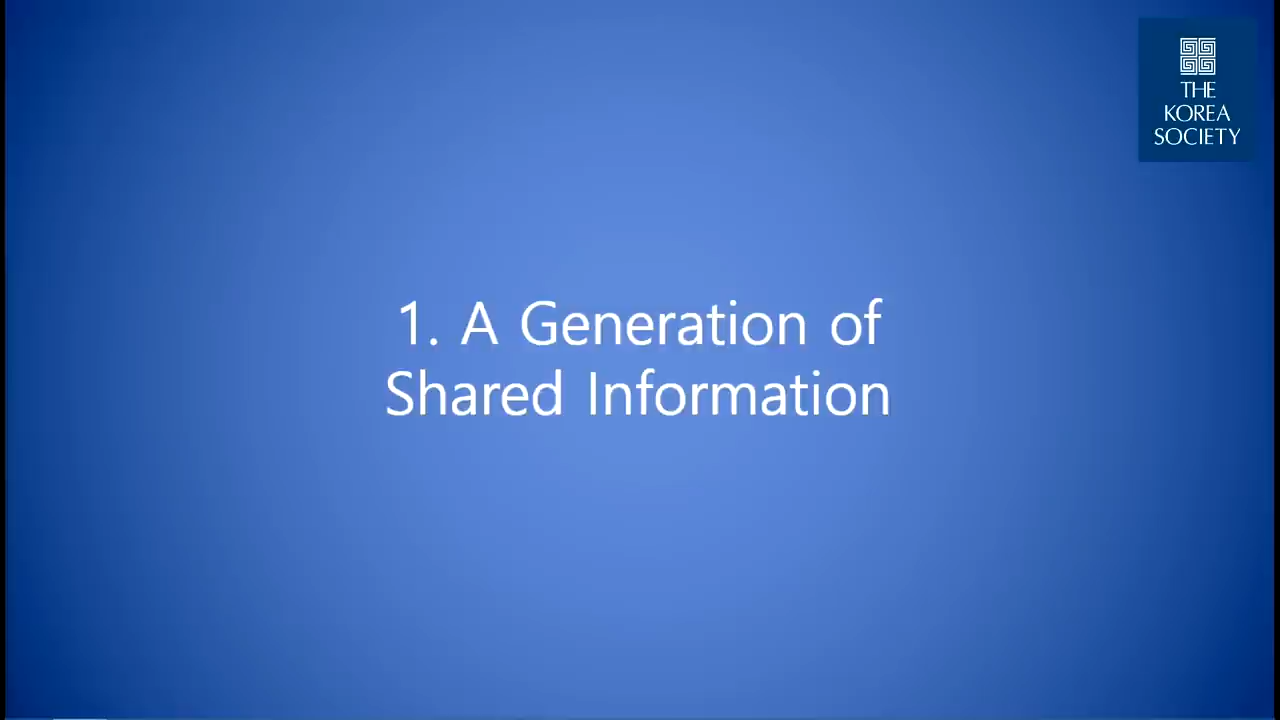 THE
KOREA
SOCIETY
1. A Generation of
Shared Information